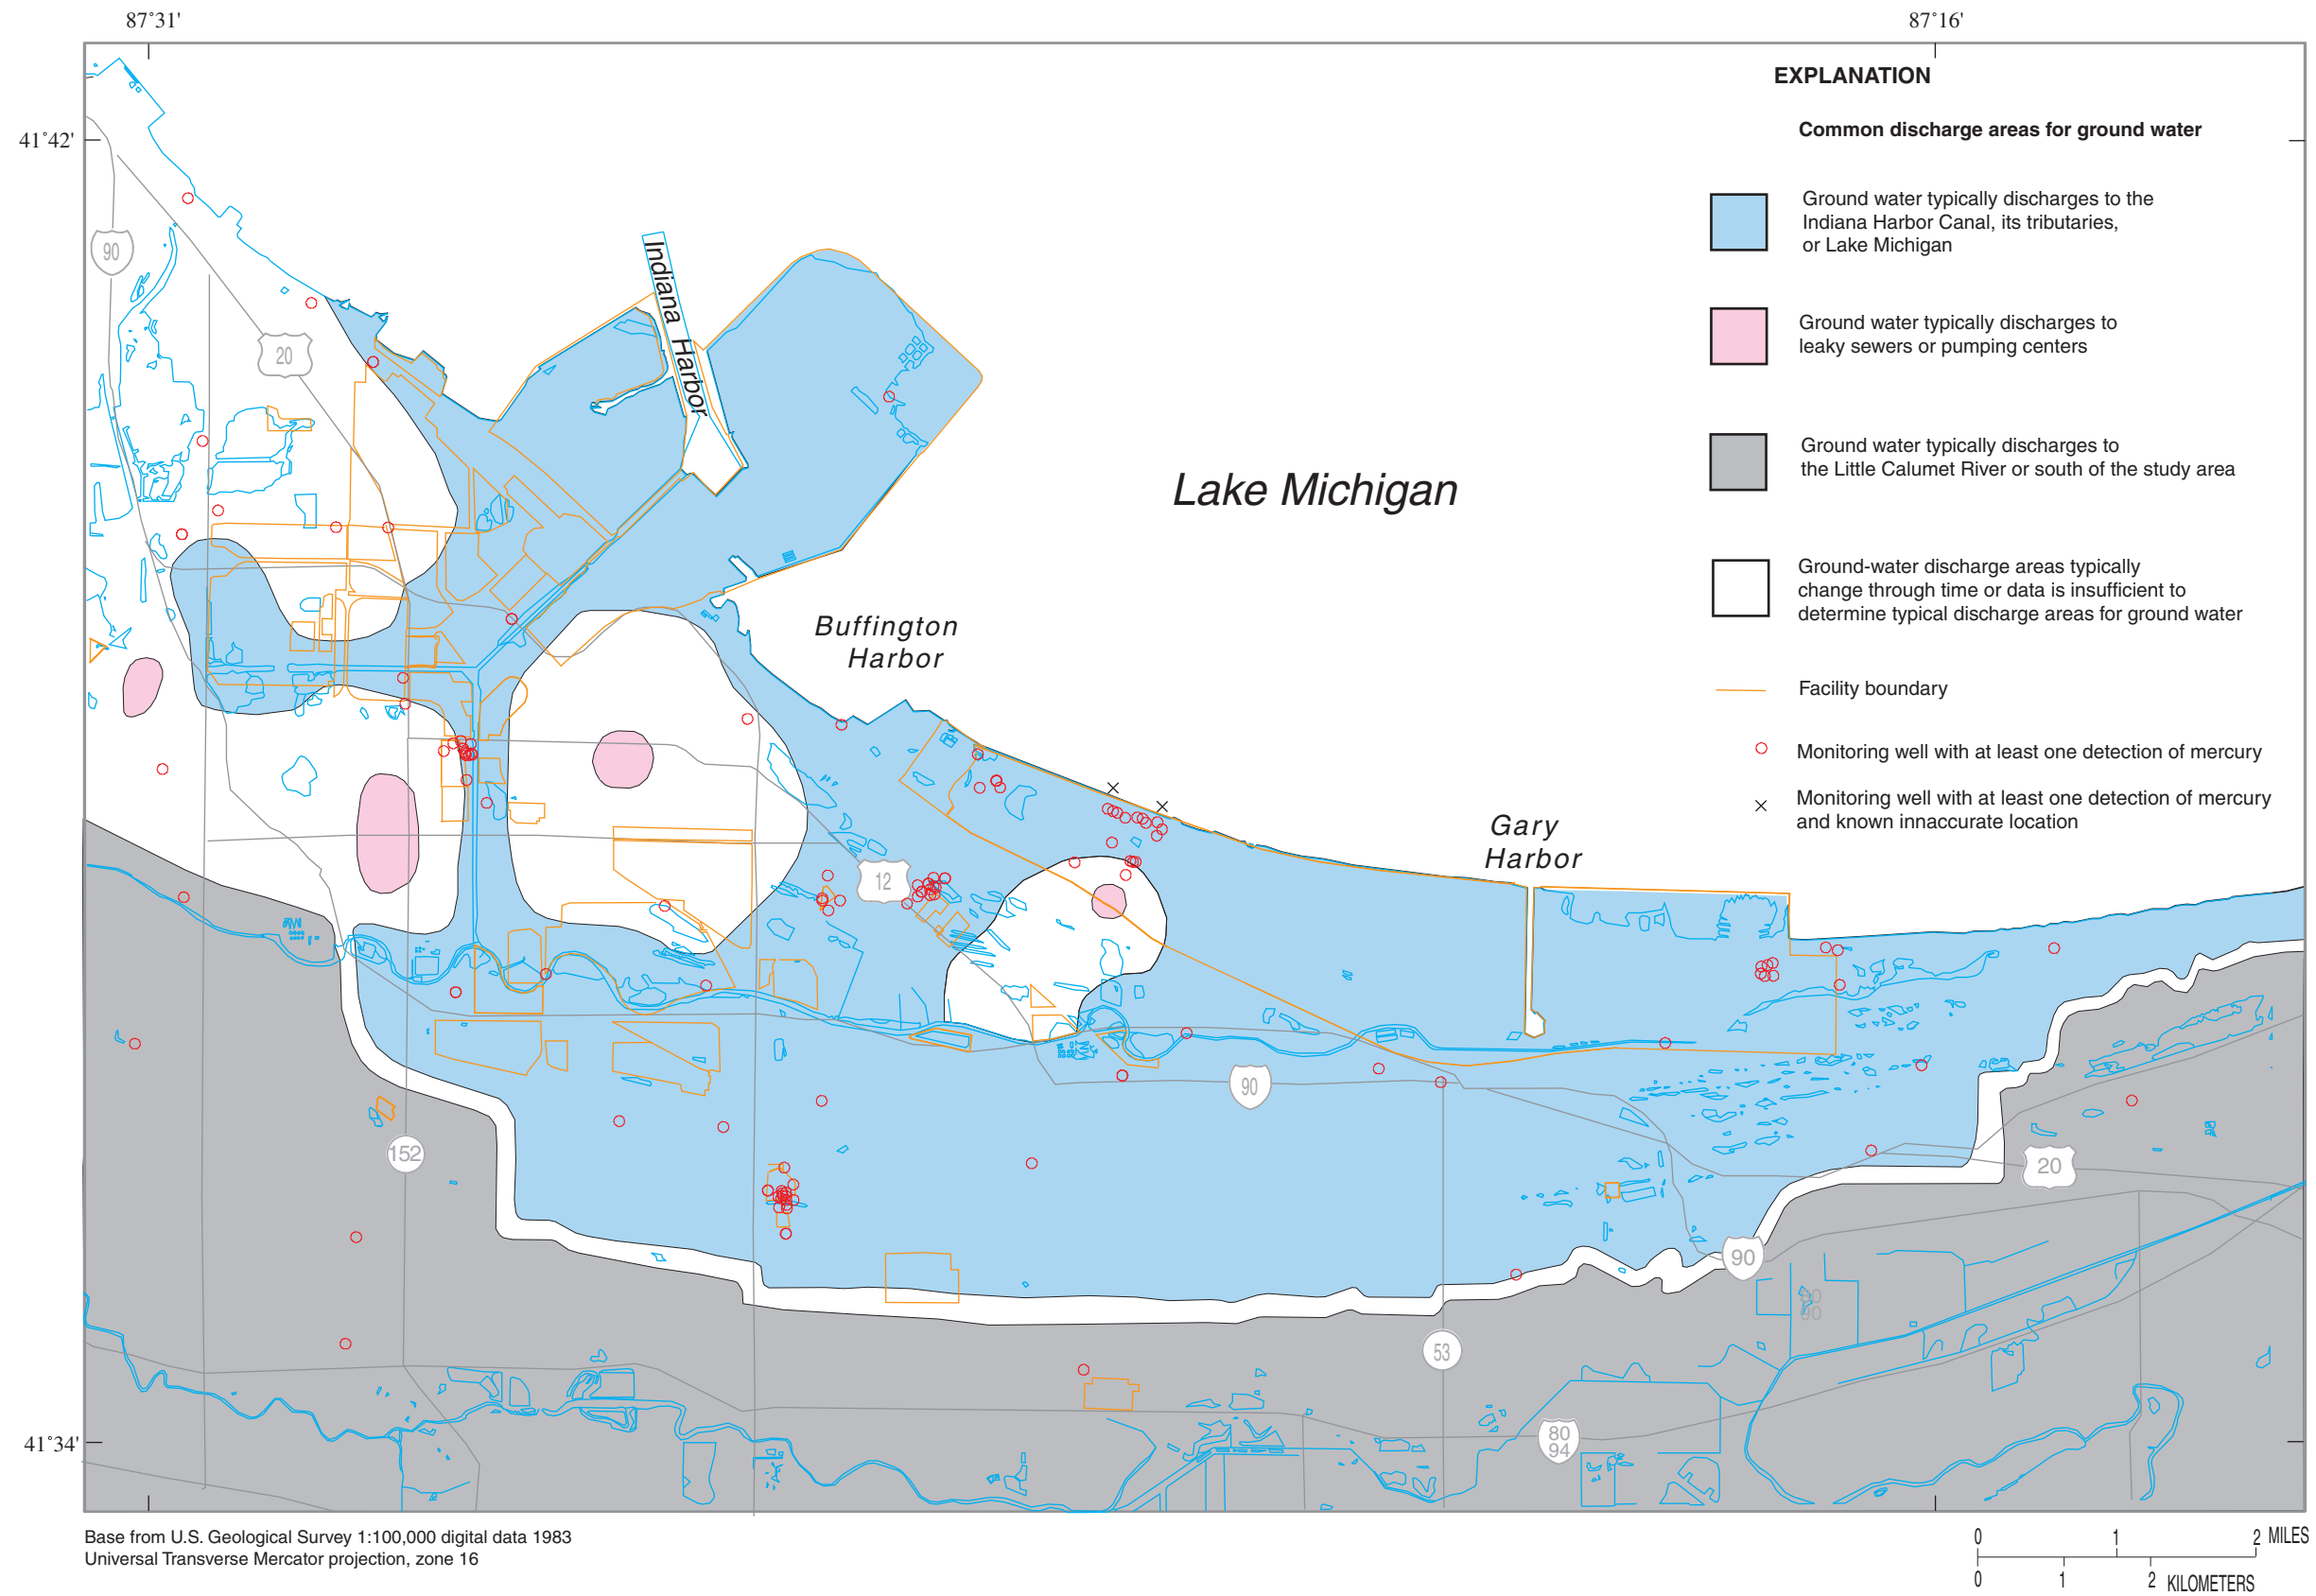 87˚31'
87˚16'
41˚42'
41˚34'
EXPLANATION
Common discharge areas for ground water
Ground water typically discharges to the
Indiana Harbor Canal, its tributaries,
or Lake Michigan
Ground water typically discharges to
leaky sewers or pumping centers
Ground water typically discharges to
the Little Calumet River or south of the study area
Ground-water discharge areas typically
change through time or data is insufficient to
determine typical discharge areas for ground water
Facility boundary
Monitoring well with at least one detection of mercury
Monitoring well with at least one detection of mercury
and known innaccurate location
90
20
Indiana Harbor
Lake Michigan
Buffington
Harbor
Gary
Harbor
12
90
152
20
90
90
90
53
80
94
Base from U.S. Geological Survey 1:100,000 digital data 1983
Universal Transverse Mercator projection, zone 16
0 1 2 MILES
0 1 2 KILOMETERS